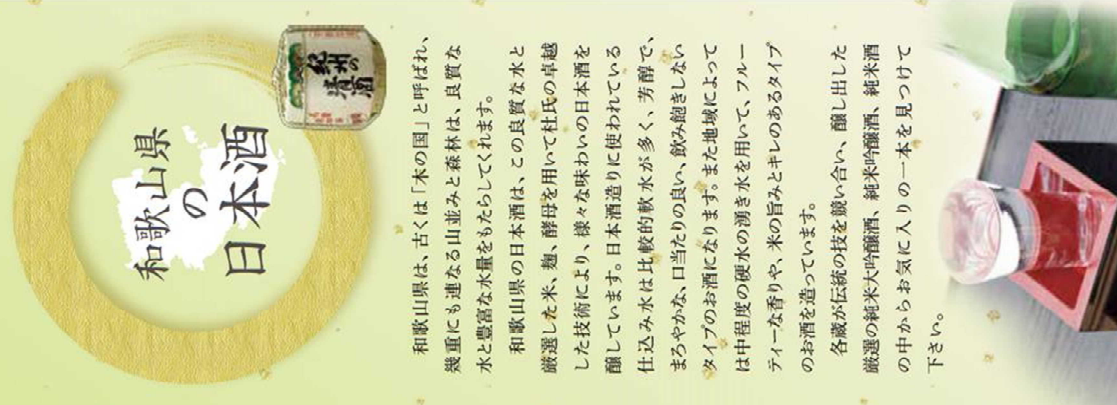 和歌山県
の
日本酒
紀州の
清酒
和歌山県は、古くは「木の国」と呼ばれ、
幾重にも連なる山並みと森林は、良質な
水と豊富な水量をもたらしてくれます。
和歌山県の日本酒は、この良質な水と
厳選した米、麹、酵母を用いて杜氏の卓越
した技術により、様々な味わいの日本酒を
醸しています。日本酒造りに使われている
仕込み水は比較的軟水が多く、芳醇で、
まろやかな、口当たりの良い、飲み飽きしない
タイプのお酒になります。また地域によって
は中程度の硬水の湧き水を用いて、フルー
ティーな香りや、米の旨みとキレのあるタイプ
のお酒を造っています。
各蔵が伝統の技を競い合い、醸し出した
厳選の純米大吟醸酒、純米吟醸酒、純米酒
の中からお気に入りの一本を見つけて
下さい。